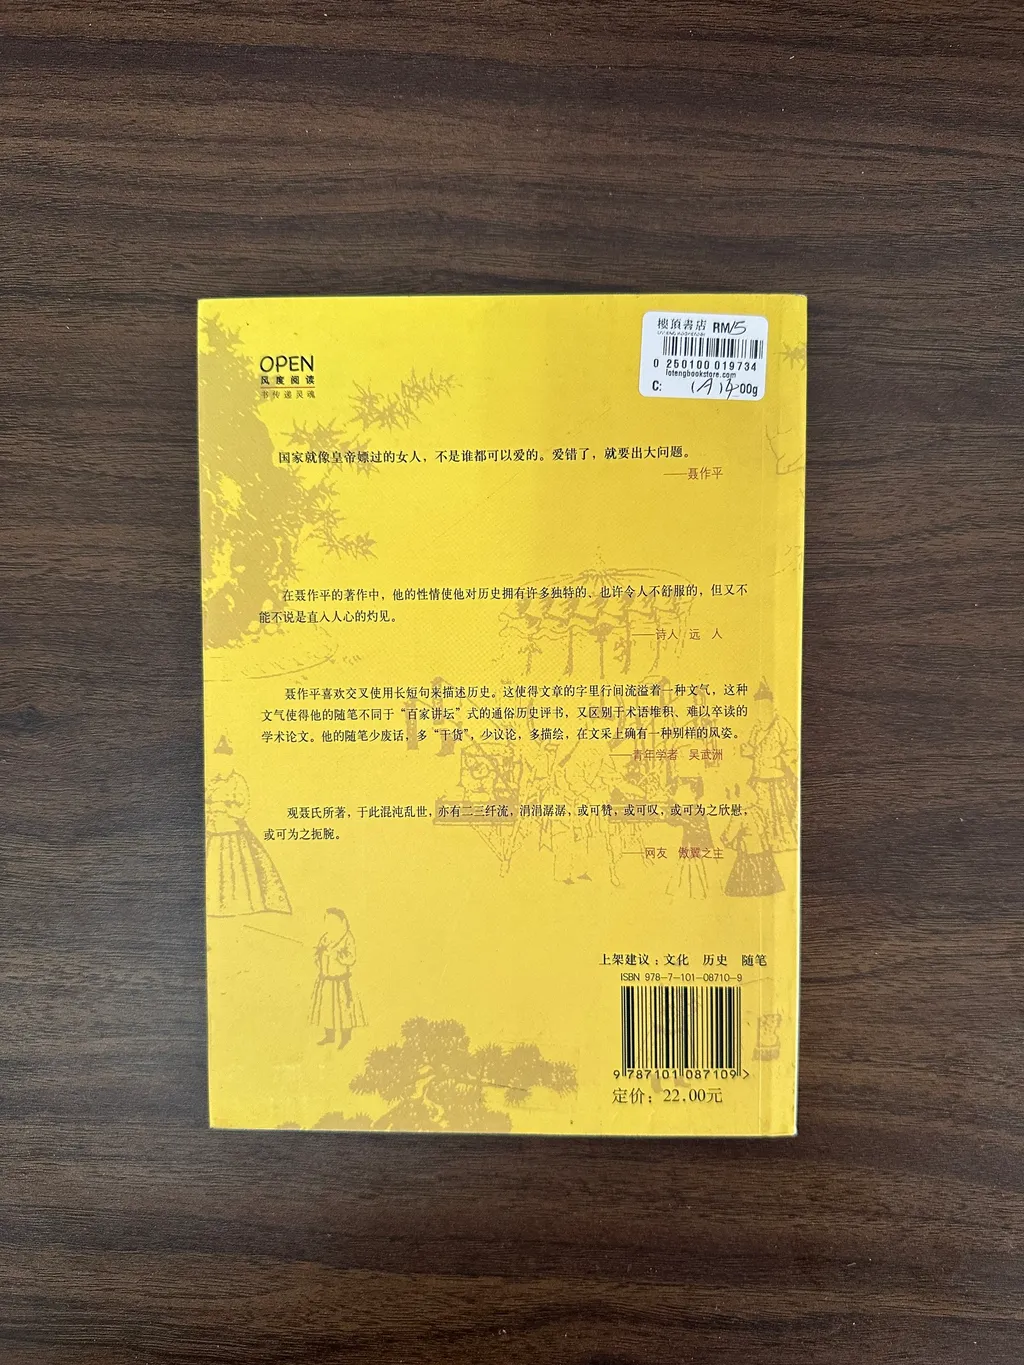 OPEN
风度阅读
书传递灵魂
樓頂書店 RM15
0 250100 019734
lotengbookstore.com
C: 00g
国家就像皇帝嫖过的女人，不是谁都可以爱的。爱错了，就要出大问题。
——聂作平
在聂作平的著作中，他的性情使他对历史拥有许多独特的、也许令人不舒服的，但又不
能不说是直入人心的灼见。
——诗人 远 人
聂作平喜欢交叉使用长短句来描述历史。这使得文章的字里行间流溢着一种文气，这种
文气使得他的随笔不同于“百家讲坛”式的通俗历史评书，又区别于术语堆积、难以卒读的
学术论文。他的随笔少废话，多“干货”，少议论，多描绘，在文采上确有一种别样的风姿。
——青年学者 吴武洲
观聂氏所著，于此混沌乱世，亦有二三纤流，涓涓潺潺，或可赞，或可叹，或可为之欣慰，
或可为之扼腕。
——网友 傲翼之主
上架建议：文化 历史 随笔
ISBN 978-7-101-08710-9
9 787101 087109 >
定价：22.00元